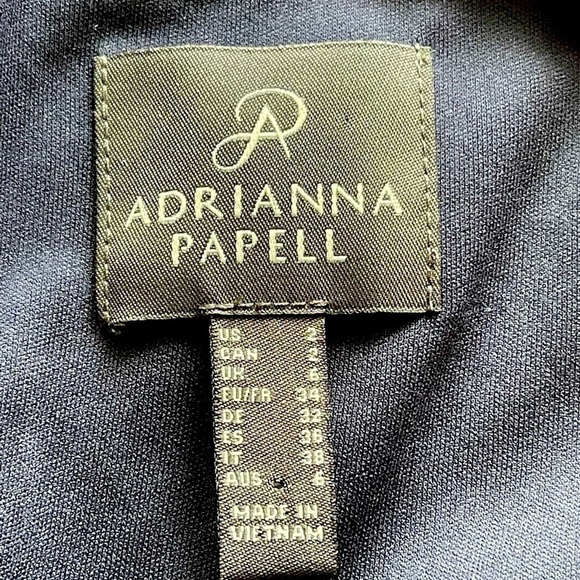 AP
ADRIANNA
PAPELL
US 2
CAN 2
UK 6
EU/FR 34
DE 32
ES 36
IT 38
AUS 6
MADE IN
VIETNAM